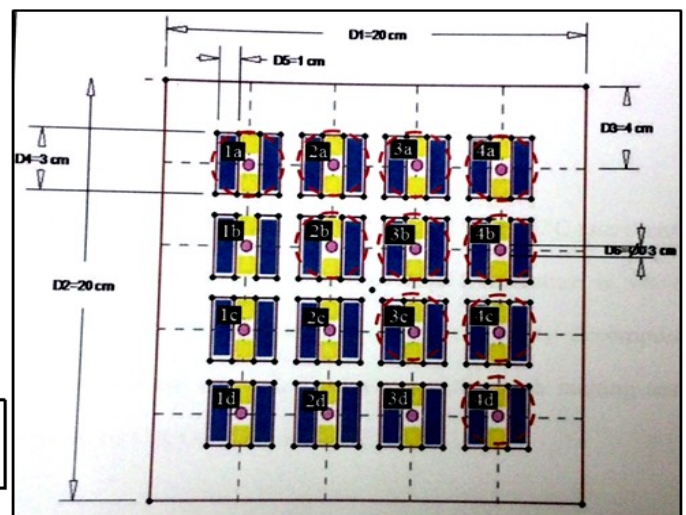 D1=20 cm
D5=1 cm
D3=4 cm
D4=3 cm
1a 2a 3a 4a
1b 2b 3b 4b
D2=20 cm
1c 2c 3c 4c
1d 2d 3d 4d